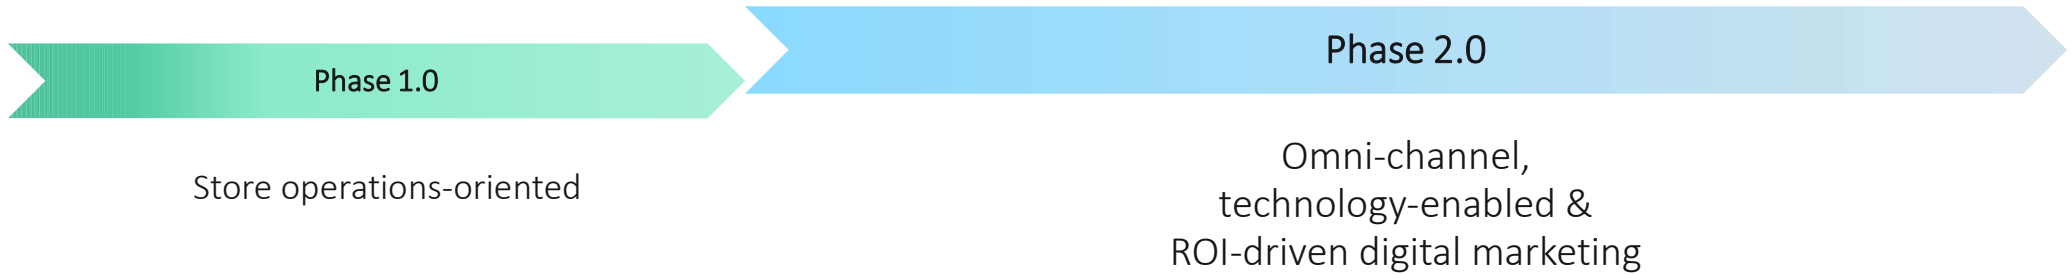 Phase 1.0
Phase 2.0
Store operations-oriented
Omni-channel,
technology-enabled &
ROI-driven digital marketing